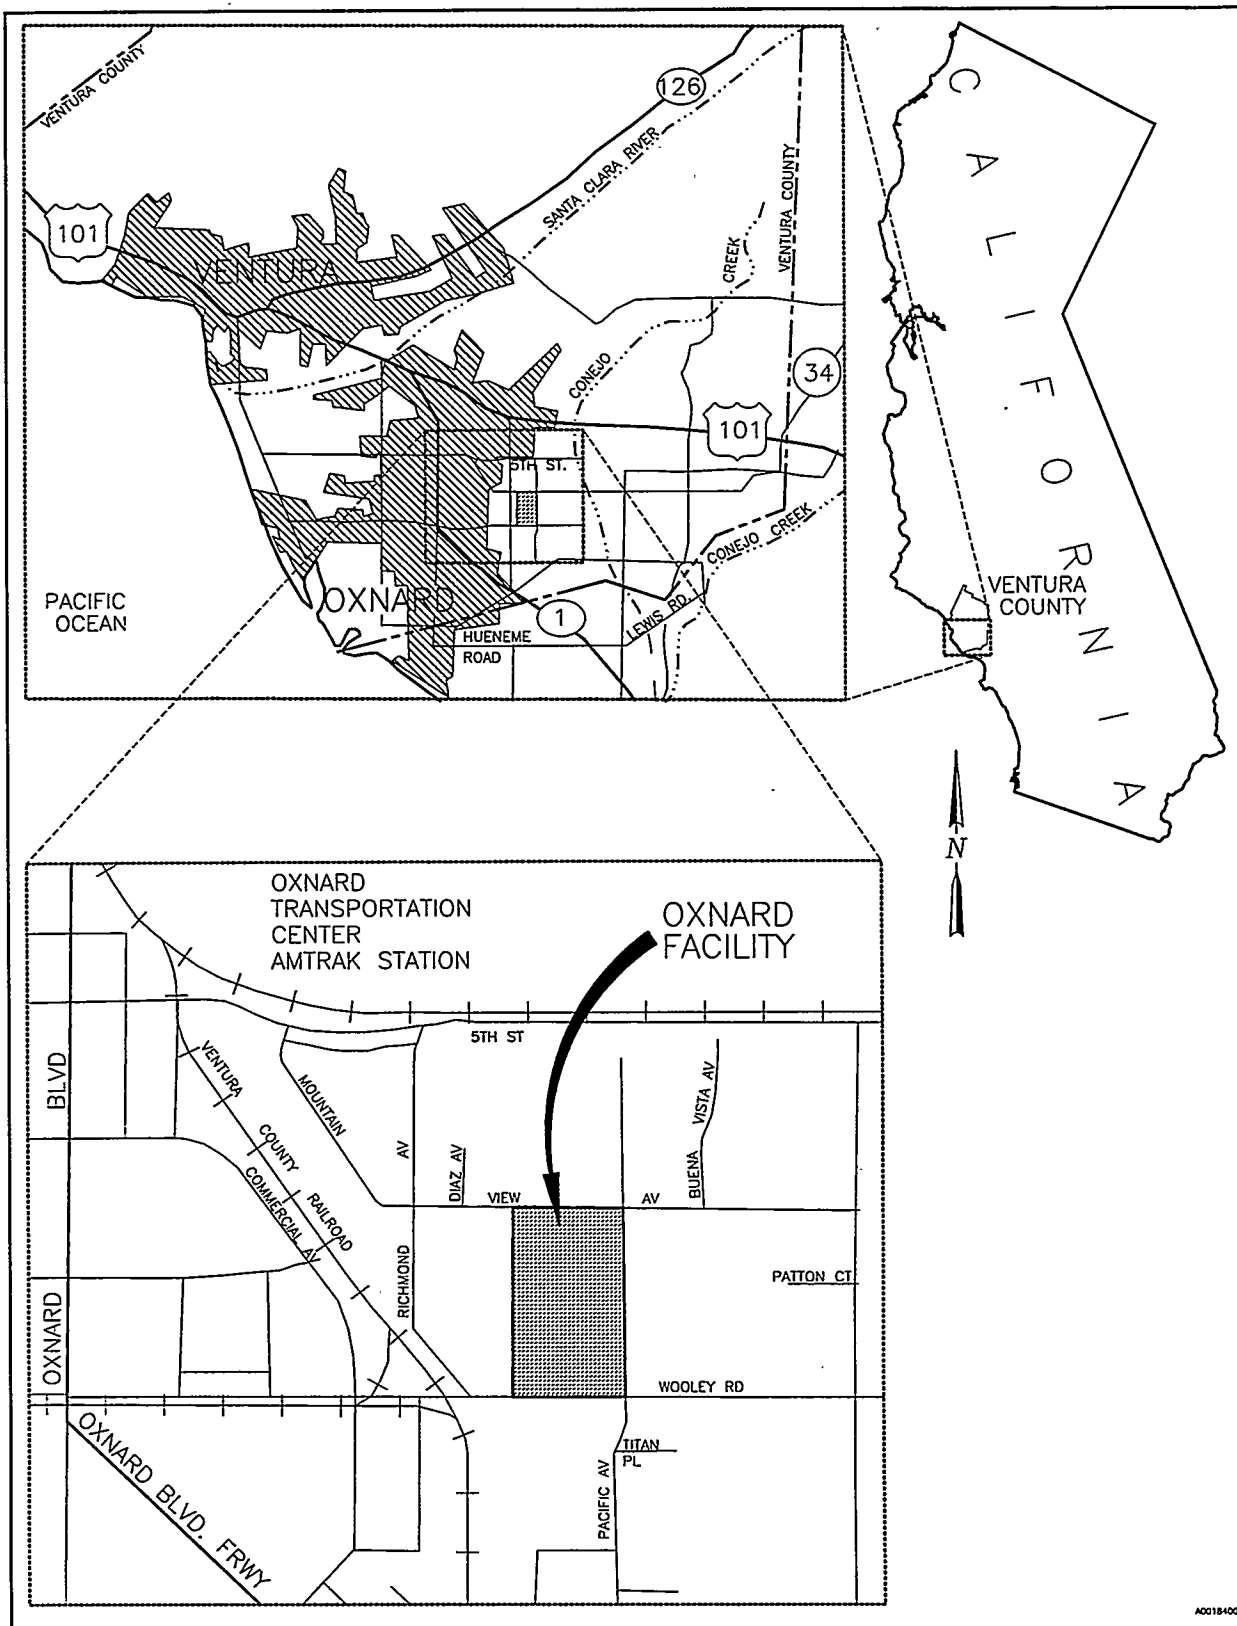 VENTURA COUNTY
126
SANTA CLARA RIVER
VENTURA COUNTY
101
VENTURA
CREEK
CONEJO
34
101
5TH ST.
CONEJO CREEK
PACIFIC
OCEAN
OXNARD
1
LEWIS RD.
HUENEME
ROAD
CALIFORNIA
VENTURA
COUNTY
N
OXNARD
TRANSPORTATION
CENTER
AMTRAK STATION
OXNARD
FACILITY
5TH ST
BLVD
VENTURA
COUNTY
RAILROAD
MOUNTAIN
AV
DIAZ AV
VIEW
AV
BUENA VISTA AV
COMMERCIAL AV
RICHMOND
PATTON CT
OXNARD
WOOLEY RD
OXNARD BLVD. FRWY
TITAN
PL
PACIFIC AV
A0018400